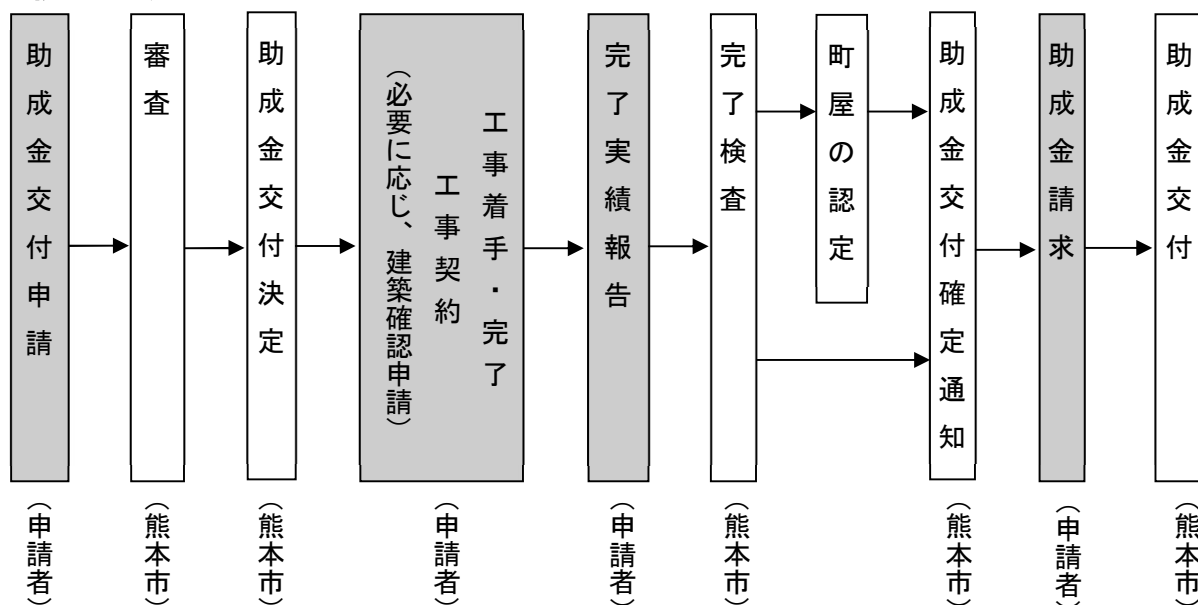 助成金交付申請
（申請者）
審査
（熊本市）
助成金交付決定
（熊本市）
（必要に応じ、建築確認申請）
工事契約
工事着手・完了
（申請者）
完了実績報告
（申請者）
完了検査
（熊本市）
町屋の認定
助成金交付確定通知
（熊本市）
助成金請求
（申請者）
助成金交付
（熊本市）